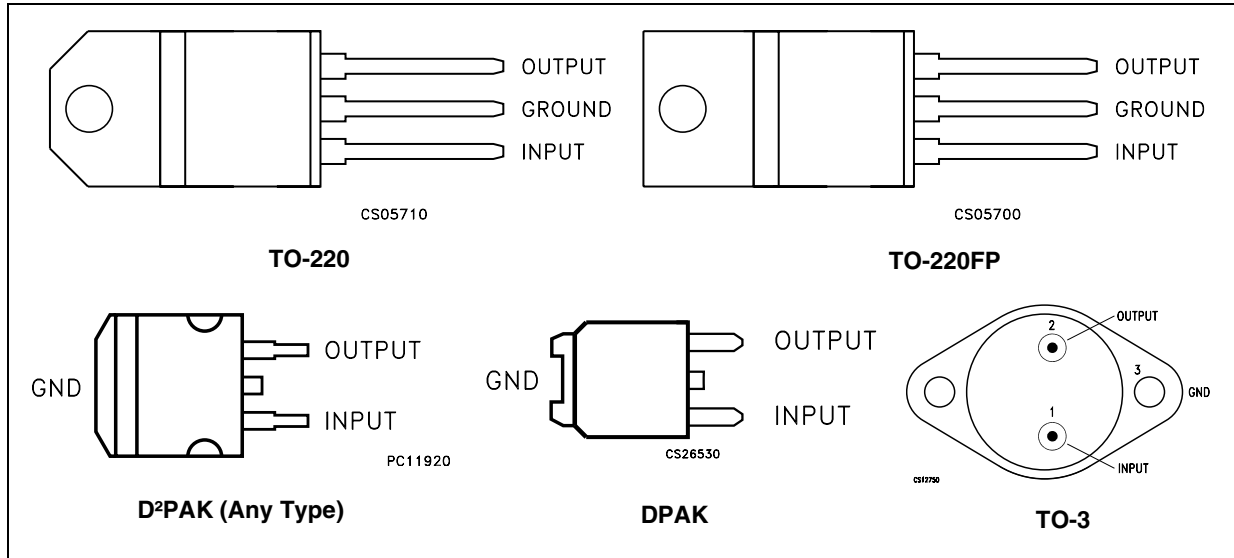 OUTPUT
GROUND
INPUT
CS05710
TO-220
OUTPUT
GROUND
INPUT
CS05700
TO-220FP
GND
OUTPUT
INPUT
PC11920
D²PAK (Any Type)
GND
OUTPUT
INPUT
CS26530
DPAK
2
OUTPUT
3
GND
1
INPUT
CS12750
TO-3